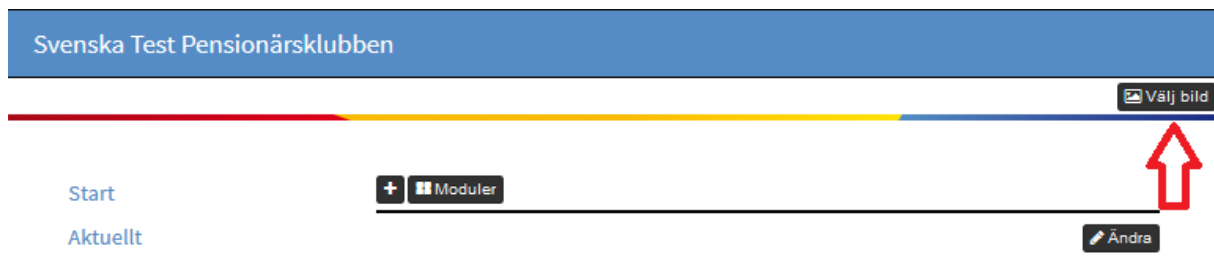 Svenska Test Pensionärsklubben
Välj bild
Start
+ Moduler
Aktuellt
Ändra